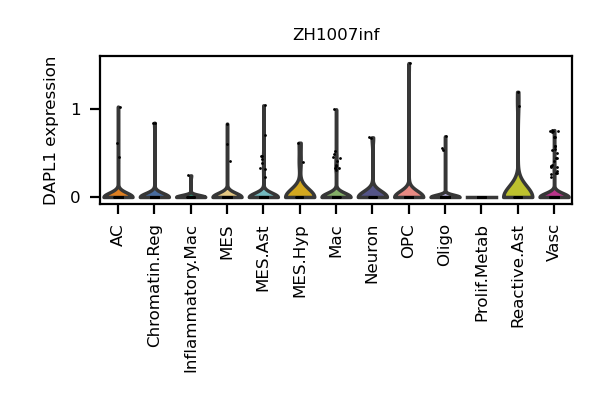 ZH1007inf
DAPL1 expression
1
0
AC
Chromatin.Reg
Inflammatory.Mac
MES
MES.Ast
MES.Hyp
Mac
Neuron
OPC
Oligo
Prolif.Metab
Reactive.Ast
Vasc